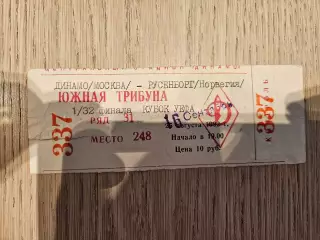 ДИНАМО/МОСКВА/ - РУСЕНБОРГ/Норвегия/
ЮЖНАЯ ТРИБУНА
1/32 финала КУБОК УЕФА
337
РЯД 31
16
МЕСТО 248
Начало в 19.00
Цена 10 руб.
337